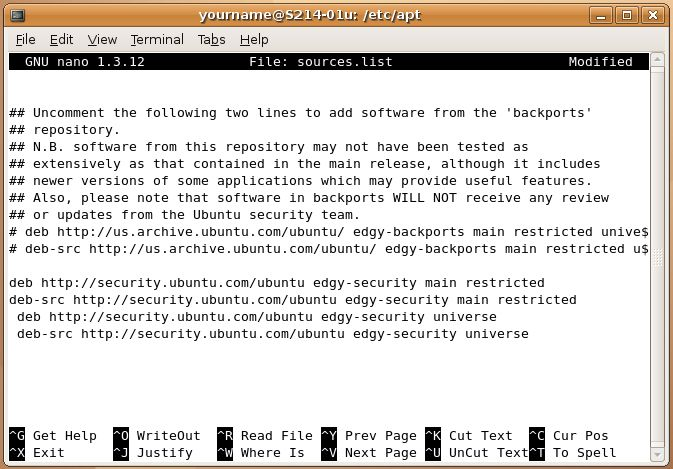 yourname@S214-01u: /etc/apt
File Edit View Terminal Tabs Help
GNU nano 1.3.12 File: sources.list Modified
## Uncomment the following two lines to add software from the 'backports'
## repository.
## N.B. software from this repository may not have been tested as
## extensively as that contained in the main release, although it includes
## newer versions of some applications which may provide useful features.
## Also, please note that software in backports WILL NOT receive any review
## or updates from the Ubuntu security team.
# deb http://us.archive.ubuntu.com/ubuntu/ edgy-backports main restricted unive$
# deb-src http://us.archive.ubuntu.com/ubuntu/ edgy-backports main restricted u$
deb http://security.ubuntu.com/ubuntu edgy-security main restricted
deb-src http://security.ubuntu.com/ubuntu edgy-security main restricted
deb http://security.ubuntu.com/ubuntu edgy-security universe
deb-src http://security.ubuntu.com/ubuntu edgy-security universe
^G Get Help ^O WriteOut ^R Read File ^Y Prev Page ^K Cut Text ^C Cur Pos
^X Exit ^J Justify ^W Where Is ^V Next Page ^U UnCut Text ^T To Spell